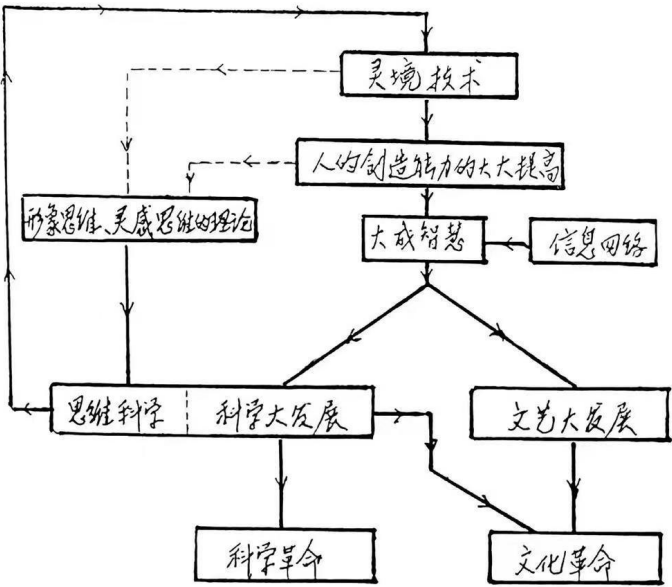 灵境技术
人的创造能力的大大提高
形象思维、灵感思维的理论
大成智慧
信息网络
思维科学
科学大发展
文艺大发展
科学革命
文化革命